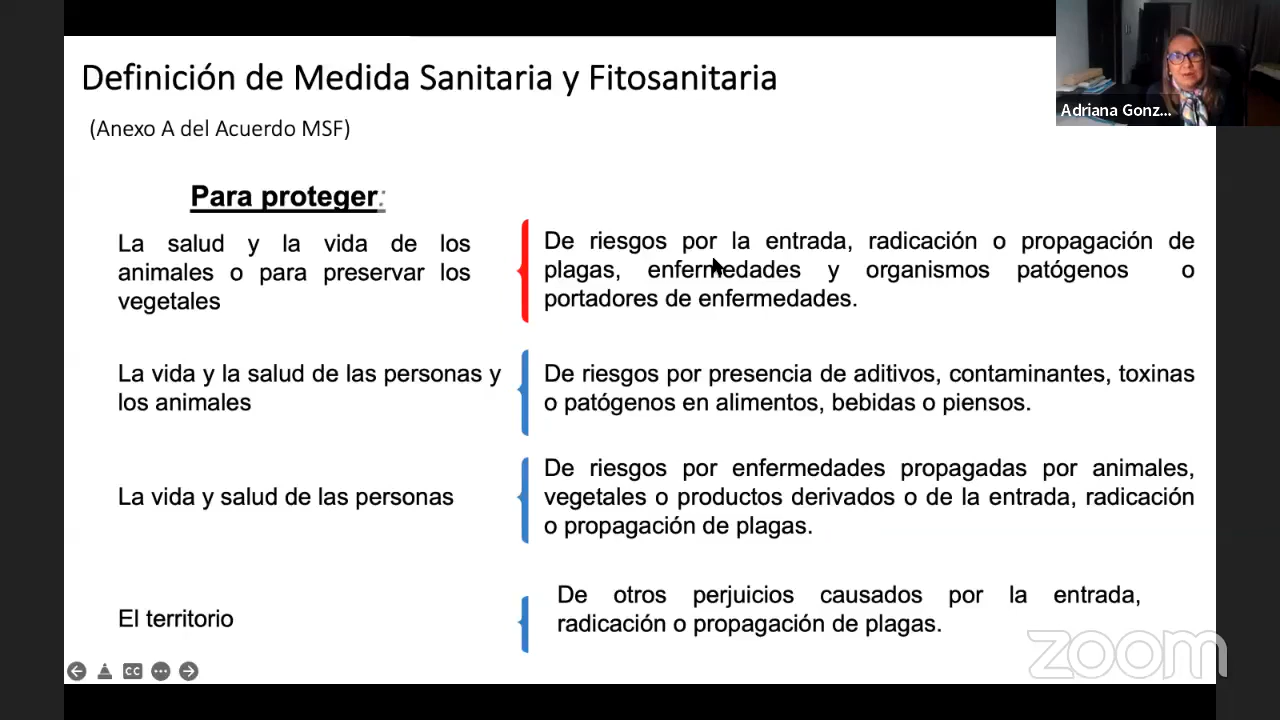 Definición de Medida Sanitaria y Fitosanitaria
(Anexo A del Acuerdo MSF)
Adriana Gonz...
Para proteger:
La salud y la vida de los
animales o para preservar los
vegetales
De riesgos por la entrada, radicación o propagación de
plagas, enfermedades y organismos patógenos o
portadores de enfermedades.
La vida y la salud de las personas y
los animales
De riesgos por presencia de aditivos, contaminantes, toxinas
o patógenos en alimentos, bebidas o piensos.
La vida y salud de las personas
De riesgos por enfermedades propagadas por animales,
vegetales o productos derivados o de la entrada, radicación
o propagación de plagas.
El territorio
De otros perjuicios causados por la entrada,
radicación o propagación de plagas.
CC
zoom